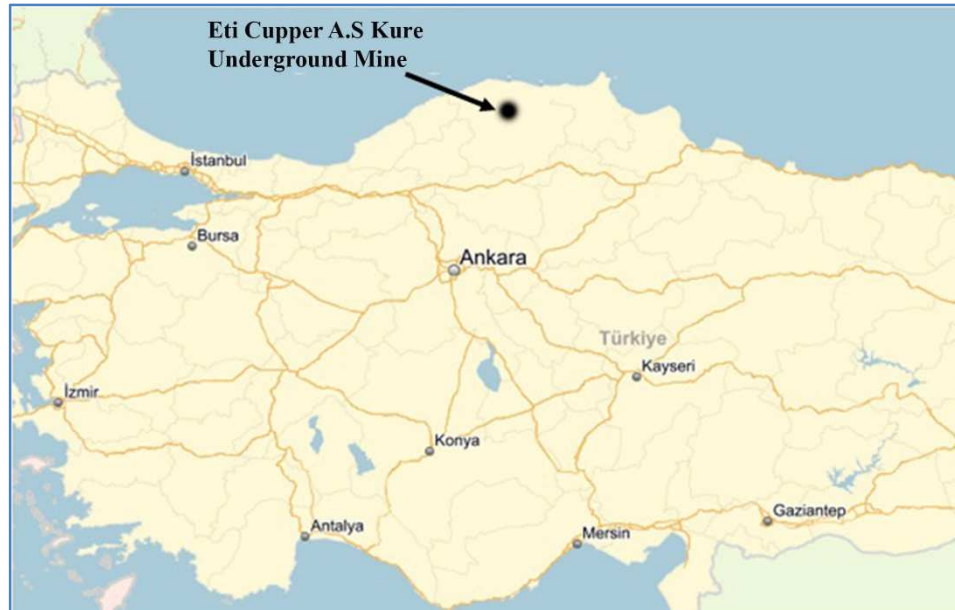 Eti Cupper A.S Kure
Underground Mine
İstanbul
Bursa
Ankara
Türkiye
Kayseri
İzmir
Konya
Gaziantep
Antalya
Mersin